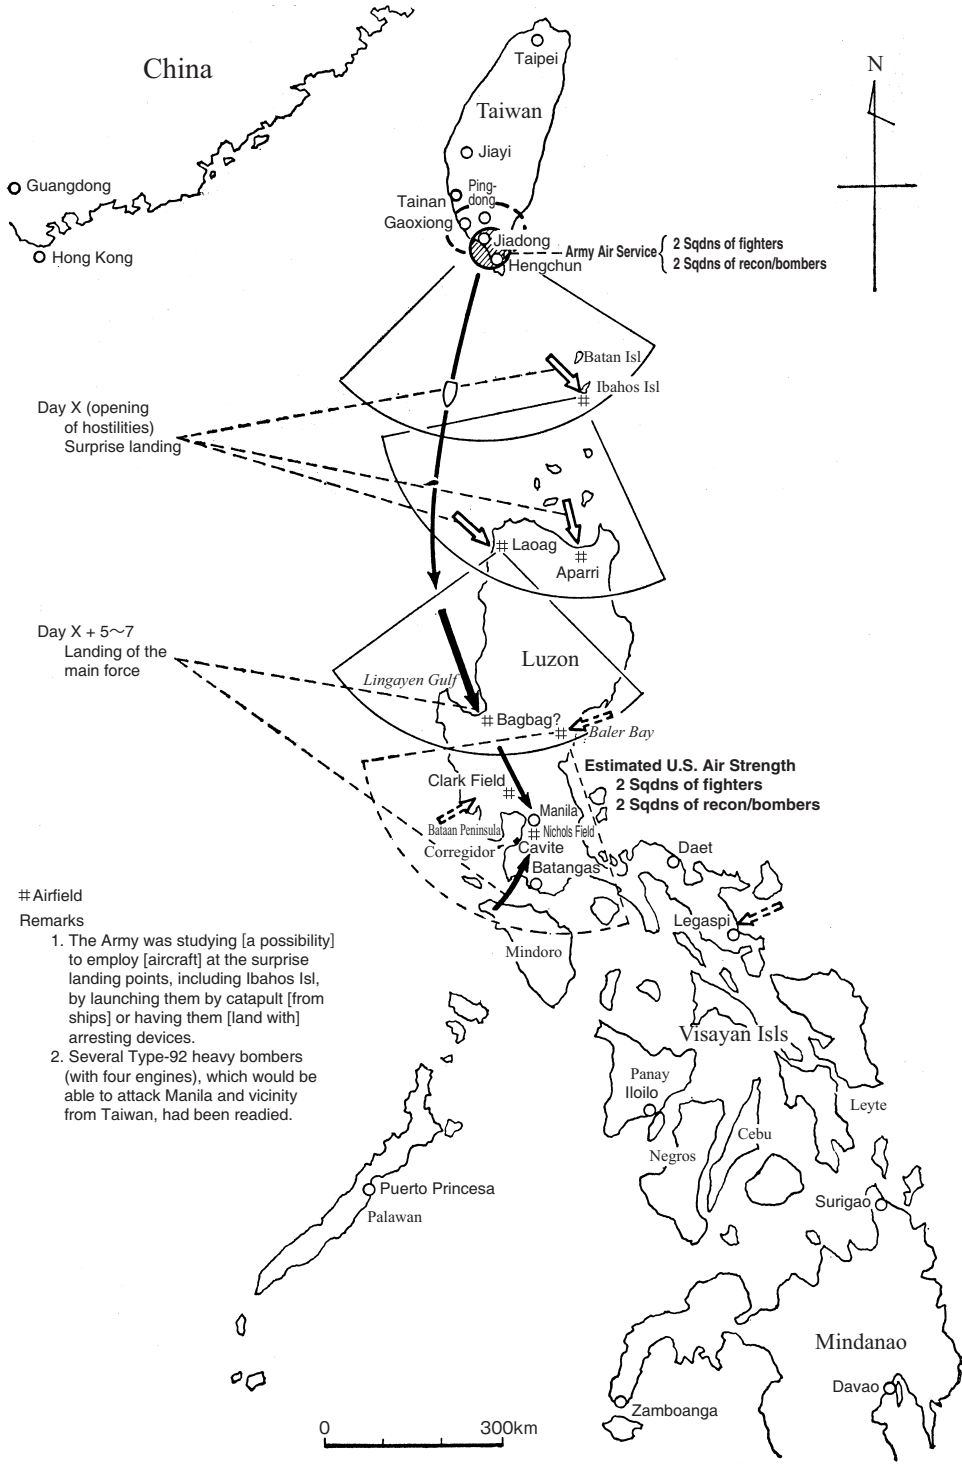 China
Taipei
N
Taiwan
Jiayi
Guangdong
Ping-
dong
Tainan
Gaoxiong
Jiadong
Hong Kong
Hengchun
Army Air Service
2 Sqdns of fighters
2 Sqdns of recon/bombers
Batan Isl
Ibahos Isl
Day X (opening
of hostilities)
Surprise landing
Laoag
Aparri
Day X + 5～7
Landing of the
main force
Luzon
Lingayen Gulf
Bagbag?
Baler Bay
Estimated U.S. Air Strength
2 Sqdns of fighters
2 Sqdns of recon/bombers
Clark Field
Manila
Bataan Peninsula
Nichols Field
Corregidor
Cavite
Batangas
Daet
Legaspi
Mindoro
#Airfield
Remarks
1. The Army was studying [a possibility]
to employ [aircraft] at the surprise
landing points, including Ibahos Isl,
by launching them by catapult [from
ships] or having them [land with]
arresting devices.
2. Several Type-92 heavy bombers
(with four engines), which would be
able to attack Manila and vicinity
from Taiwan, had been readied.
Visayan Isls
Panay
Iloilo
Leyte
Cebu
Negros
Puerto Princesa
Palawan
Surigao
Mindanao
Davao
Zamboanga
0
300km